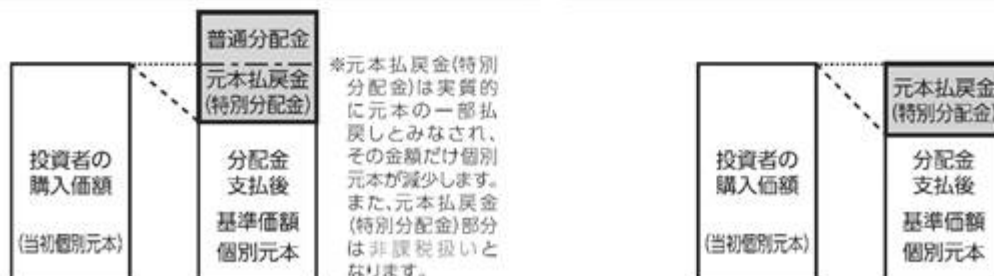 普通分配金
元本払戻金
(特別分配金)
投資者の
購入価額
(当初個別元本)
分配金
支払後
基準価額
個別元本
※元本払戻金(特別
分配金)は実質的
に元本の一部払
戻しとみなされ、
その金額だけ個別
元本が減少します。
また、元本払戻金
(特別分配金)部分
は非課税扱いと
なります。
投資者の
購入価額
(当初個別元本)
元本払戻金
(特別分配金)
分配金
支払後
基準価額
個別元本